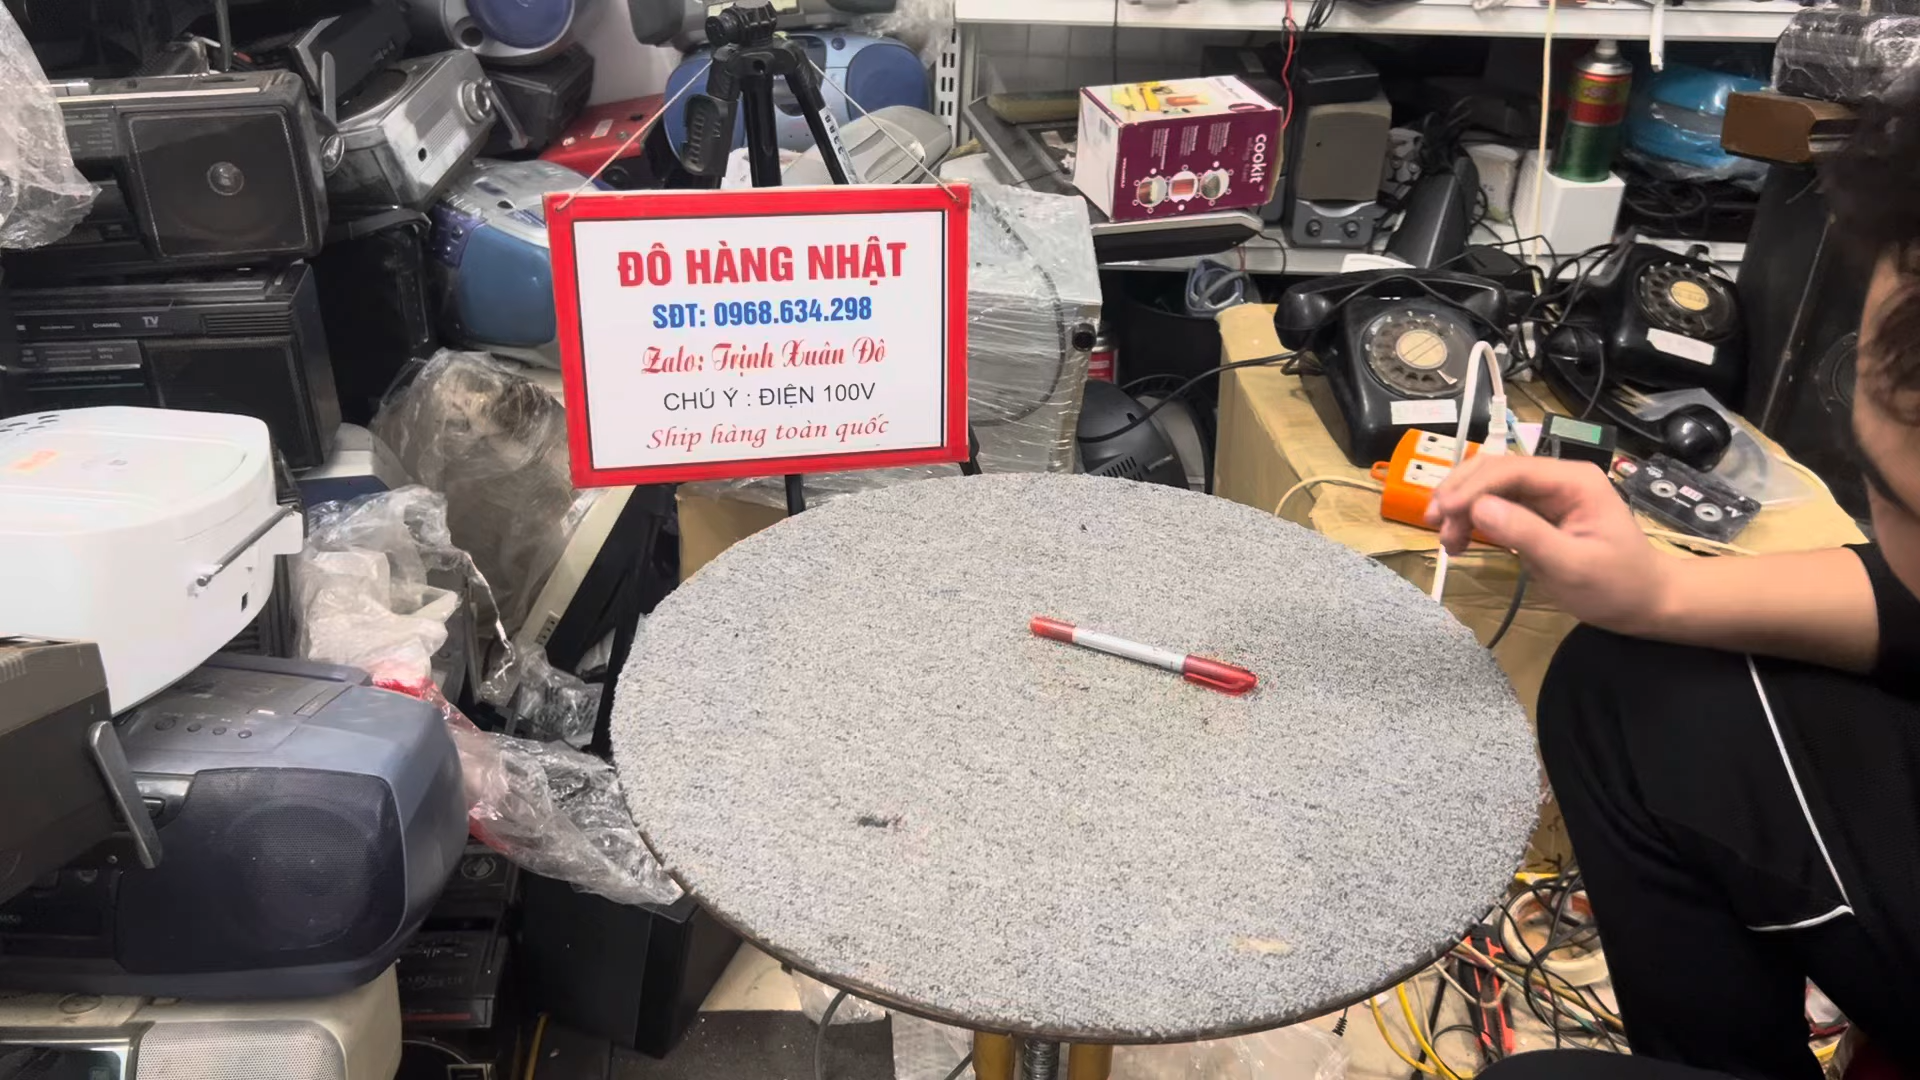 ĐÔ HÀNG NHẬT
SĐT: 0968.634.298
Zalo: Trịnh Xuân Đô
CHÚ Ý : ĐIỆN 100V
Ship hàng toàn quốc
cookit
TV